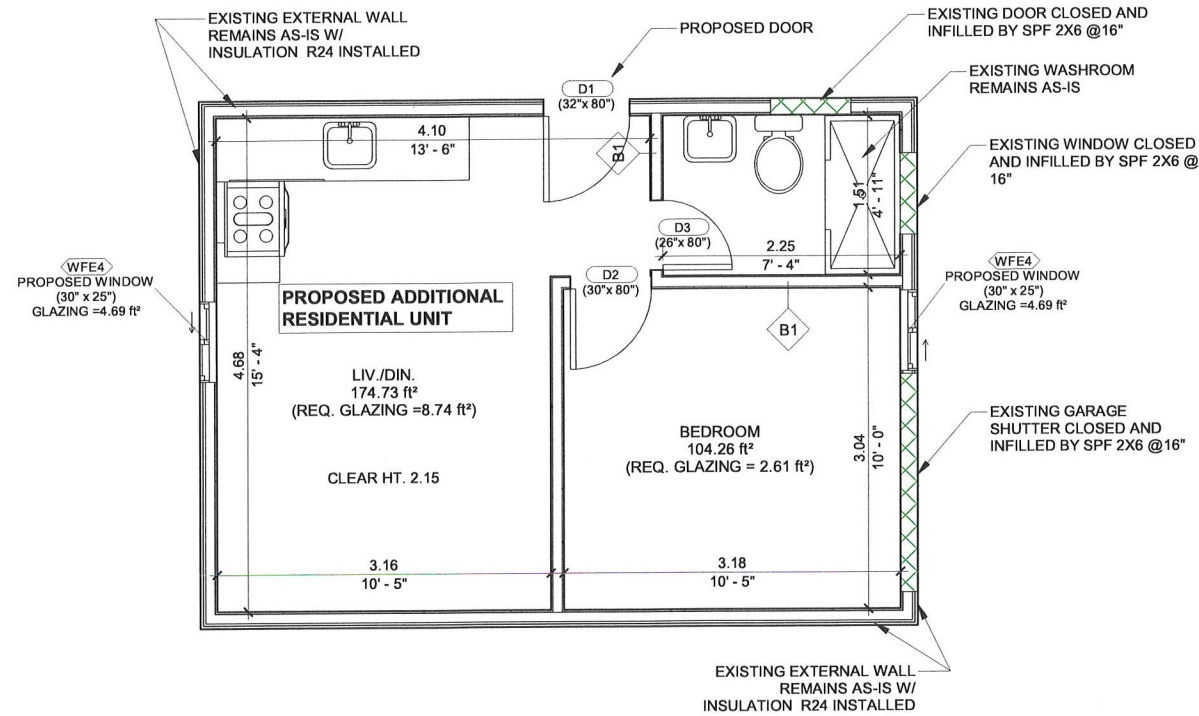 EXISTING EXTERNAL WALL
REMAINS AS-IS W/
INSULATION R24 INSTALLED
PROPOSED DOOR
EXISTING DOOR CLOSED AND
INFILLED BY SPF 2X6 @16"
EXISTING WASHROOM
REMAINS AS-IS
D1
(32"x 80")
4.10
13' - 6"
B1
EXISTING WINDOW CLOSED
AND INFILLED BY SPF 2X6 @
16"
1.51
4' - 11"
D3
(26"x 80")
2.25
7' - 4"
D2
(30"x 80")
WFE4
PROPOSED WINDOW
(30" x 25")
GLAZING =4.69 ft²
WFE4
PROPOSED WINDOW
(30" x 25")
GLAZING =4.69 ft²
PROPOSED ADDITIONAL
RESIDENTIAL UNIT
B1
4.68
15' - 4"
LIV./DIN.
174.73 ft²
(REQ. GLAZING =8.74 ft²)
CLEAR HT. 2.15
BEDROOM
104.26 ft²
(REQ. GLAZING = 2.61 ft²)
3.04
10' - 0"
EXISTING GARAGE
SHUTTER CLOSED AND
INFILLED BY SPF 2X6 @16"
3.16
10' - 5"
3.18
10' - 5"
EXISTING EXTERNAL WALL
REMAINS AS-IS W/
INSULATION R24 INSTALLED